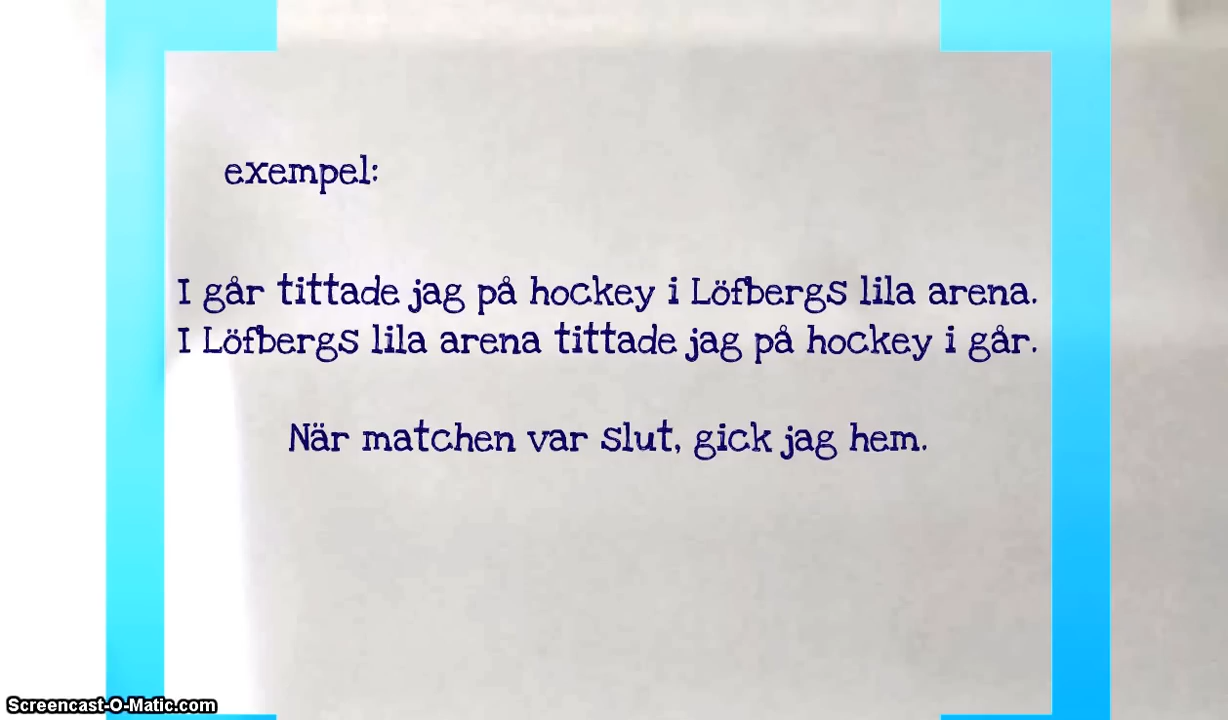 exempel:
I går tittade jag på hockey i Löfbergs lila arena.
I Löfbergs lila arena tittade jag på hockey i går.
När matchen var slut, gick jag hem.
Screencast-O-Matic.com